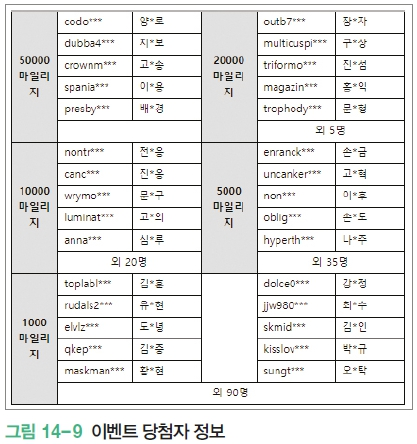 50000 마일리지
codo*** 양*르
dubba4*** 지*보
crownm*** 고*송
spania*** 이*용
presby*** 배*경
20000 마일리지
outb7*** 장*자
multicuspi*** 구*상
triformo*** 진*섬
magazin*** 홍*익
trophody*** 문*형
외 5명
10000 마일리지
nontr*** 전*응
canc*** 진*응
wrymo*** 문*구
luminat*** 고*의
anna*** 심*루
외 20명
5000 마일리지
enranck*** 손*금
uncanker*** 고*혁
non*** 이*후
oblig*** 손*도
hyperth*** 나*주
외 35명
1000 마일리지
toplabl*** 김*홍
rudals2*** 유*현
elvlz*** 도*녕
qkep*** 김*중
maskman*** 황*현
dolce0*** 강*정
jjw980*** 최*수
skmid*** 김*인
kisslov*** 박*규
sungt*** 오*탁
외 90명
그림 14-9 이벤트 당첨자 정보